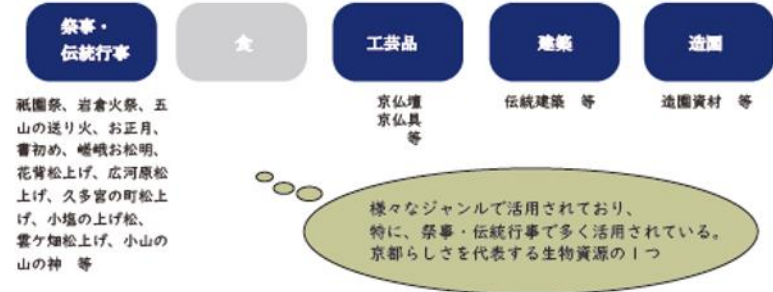 祭事・
伝統行事
食
工芸品
建築
造園
祇園祭、岩倉火祭、五
山の送り火、お正月、
書初め、嵯峨お松明、
花背松上げ、広河原松
上げ、久多宮の町松上
げ、小塩の上げ松、
雲ケ畑松上げ、小山の
山の神　等
京仏壇
京仏具
等
伝統建築　等
造園資材　等
様々なジャンルで活用されており、
特に、祭事・伝統行事で多く活用されている。
京都らしさを代表する生物資源の1つ